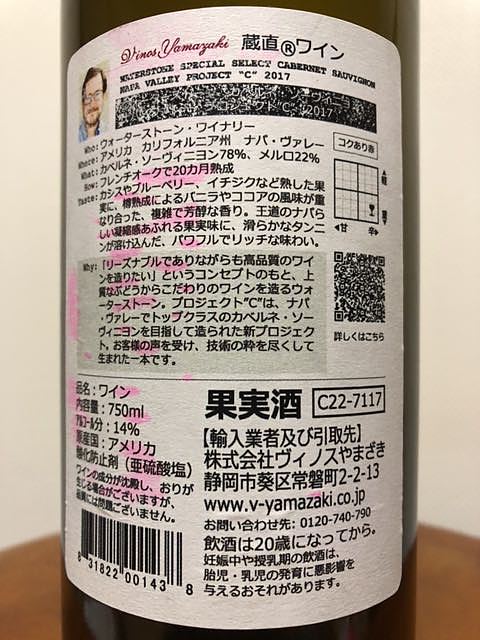 Vinos Yamazaki 蔵直®ワイン
WATERSTONE SPECIAL SELECT CABERNET SAUVIGNON
NAPA VALLEY PROJECT "C" 2017
プロジェクト"C" 2017
Who: ウォーターストーン・ワイナリー
Where: アメリカ カリフォルニア州 ナパ・ヴァレー
What: カベルネ・ソーヴィニヨン78%、メルロ22%
How: フレンチオークで20カ月熟成
Taste: カシスやブルーベリー、イチジクなど熟した果
実に、樽熟成によるバニラやココアの風味が重
なり合った、複雑で芳醇な香り。王道のナパら
しい凝縮感あふれる果実味に、滑らかなタンニ
ンが溶け込んだ、パワフルでリッチな味わい。
コクあり赤
▲軽
重▼
◀甘 辛▶
詳しくはこちら
Why: 「リーズナブルでありながらも高品質のワイ
ンを造りたい」というコンセプトのもと、上
質なぶどうからこだわりのワインを造るウォ
ーターストーン。プロジェクト"C"は、ナパ
・ヴァレーでトップクラスのカベルネ・ソー
ヴィニヨンを目指して造られた新プロジェク
ト。お客様の声を受け、技術の粋を尽くして
生まれた一本です。
品名:ワイン
内容量:750ml
アルコール分:14%
原産国:アメリカ
酸化防止剤(亜硫酸塩)
ワインの成分が沈殿し、おりが
生じる場合がございますが、
品質には問題ございません。
8 31822 00143 8
果実酒 C22-7117
【輸入業者及び引取先】
株式会社ヴィノスやまざき
静岡市葵区常磐町2-2-13
www.v-yamazaki.co.jp
お問い合わせ先:0120-740-790
飲酒は20歳になってから。
妊娠中や授乳期の飲酒は、
胎児・乳児の発育に悪影響を
与えるおそれがあります。